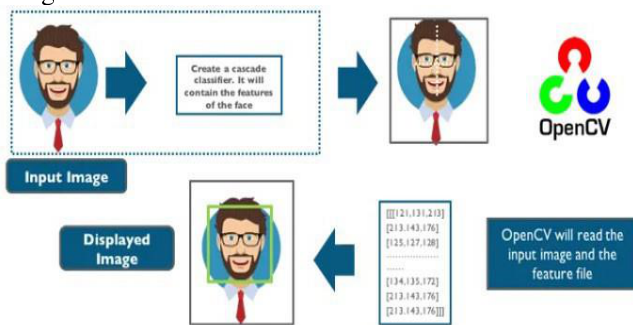 Create a cascade
classifier. It will
contain the features
of the face
OpenCV
Input Image
Displayed
Image
[[[121,131,213]
[213,143,176]
[125,127,128]
..................
......
[134,135,172]
[213,143,176]
[213,143,176]]]
OpenCV will read the
input image and the
feature file